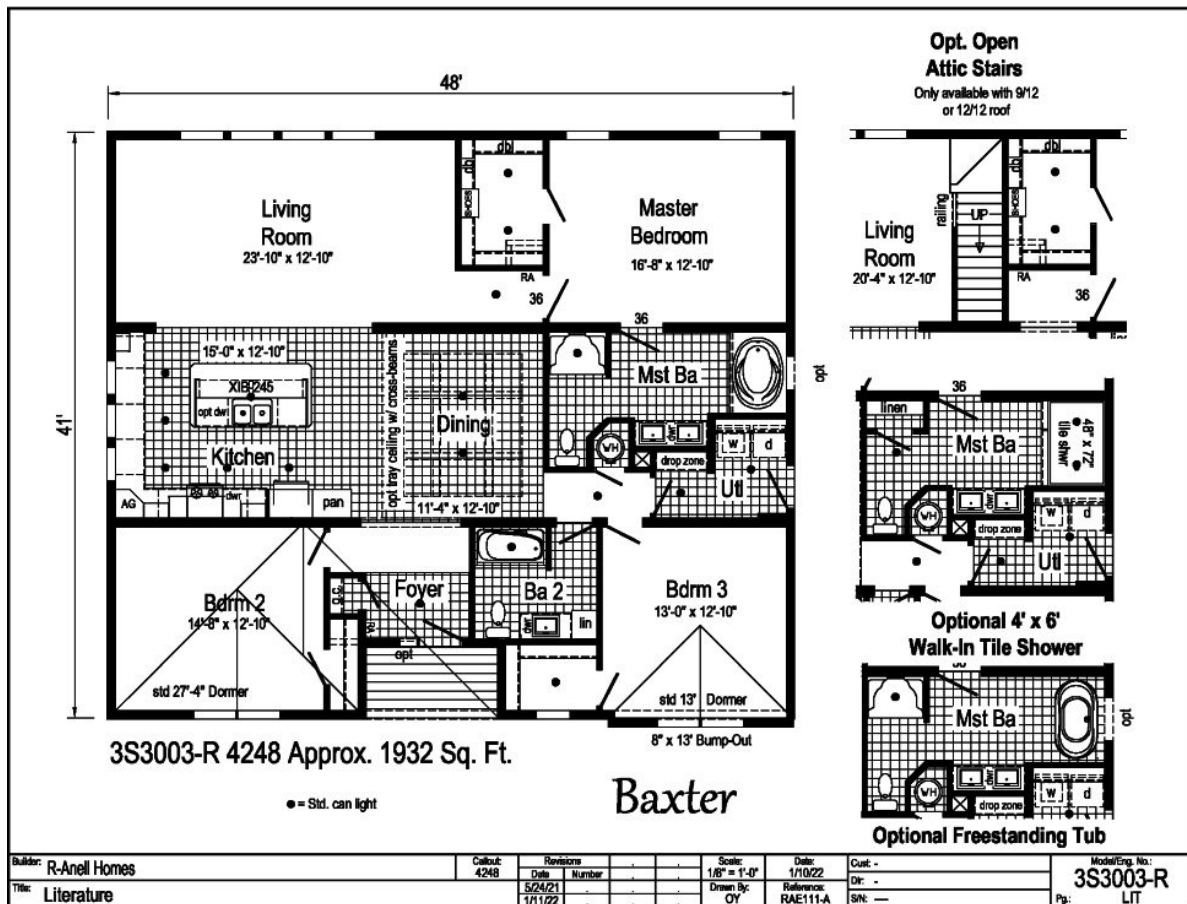 48'
41'
Living
Room
23'-10" x 12'-10"
dbl
dbl
SHOES
RA
36
Master
Bedroom
16'-8" x 12'-10"
36
15'-0" x 12'-10"
opt dw
Kitchen
AG
dwr
pan
opt tray ceiling w/ cross-beams
Dining
11'-4" x 12'-10"
Mst Ba
opt
WH
dwr
drop zone
w
d
Utl
Bdrm 2
14'-8" x 12'-10"
std 27'-4" Dormer
g.c.
RA
Foyer
opt
Ba 2
dwr
lin
Bdrm 3
13'-0" x 12'-10"
std 13' Dormer
8" x 13' Bump-Out
3S3003-R 4248 Approx. 1932 Sq. Ft.
● = Std. can light
Baxter
Opt. Open
Attic Stairs
Only available with 9/12
or 12/12 roof
dbl
dbl
SHOES
railing
UP
Living
Room
20'-4" x 12'-10"
RA
36
36
linen
Mst Ba
48" x 72"
tile shwr
WH
dwr
drop zone
w
d
Utl
Optional 4' x 6'
Walk-In Tile Shower
Mst Ba
opt
WH
dwr
drop zone
w
d
Optional Freestanding Tub
Builder: R-Anell Homes
Title: Literature
Callout:
4248
Revisions
Date Number
5/24/21
1/11/22
Scale:
1/8" = 1'-0"
Drawn By:
OY
Date:
1/10/22
Reference:
RAE111-A
Cust: -
Dir: -
S/N: —
Model/Eng. No.:
3S3003-R
Pg.: LIT